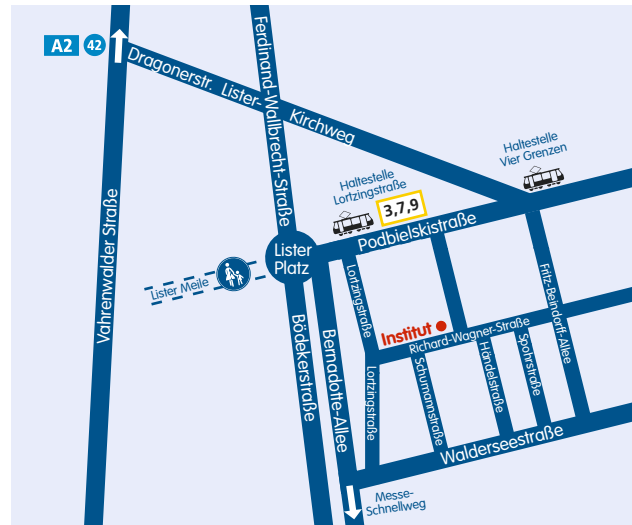 A2 42
Dragonerstr.
Lister-
Kirchweg
Ferdinand-Wallbrecht-Straße
Vahrenwalder Straße
Haltestelle
Vier Grenzen
Haltestelle
Lortzingstraße
3,7,9
Podbielskistraße
Lister
Platz
Lister Meile
Lortzingstraße
Fritz-Beindorff-Allee
Institut
Richard-Wagner-Straße
Bödekerstraße
Bernadotte-Allee
Lortzingstraße
Schumannstraße
Händelstraße
Spohrstraße
Walderseestraße
Messe-
Schnellweg